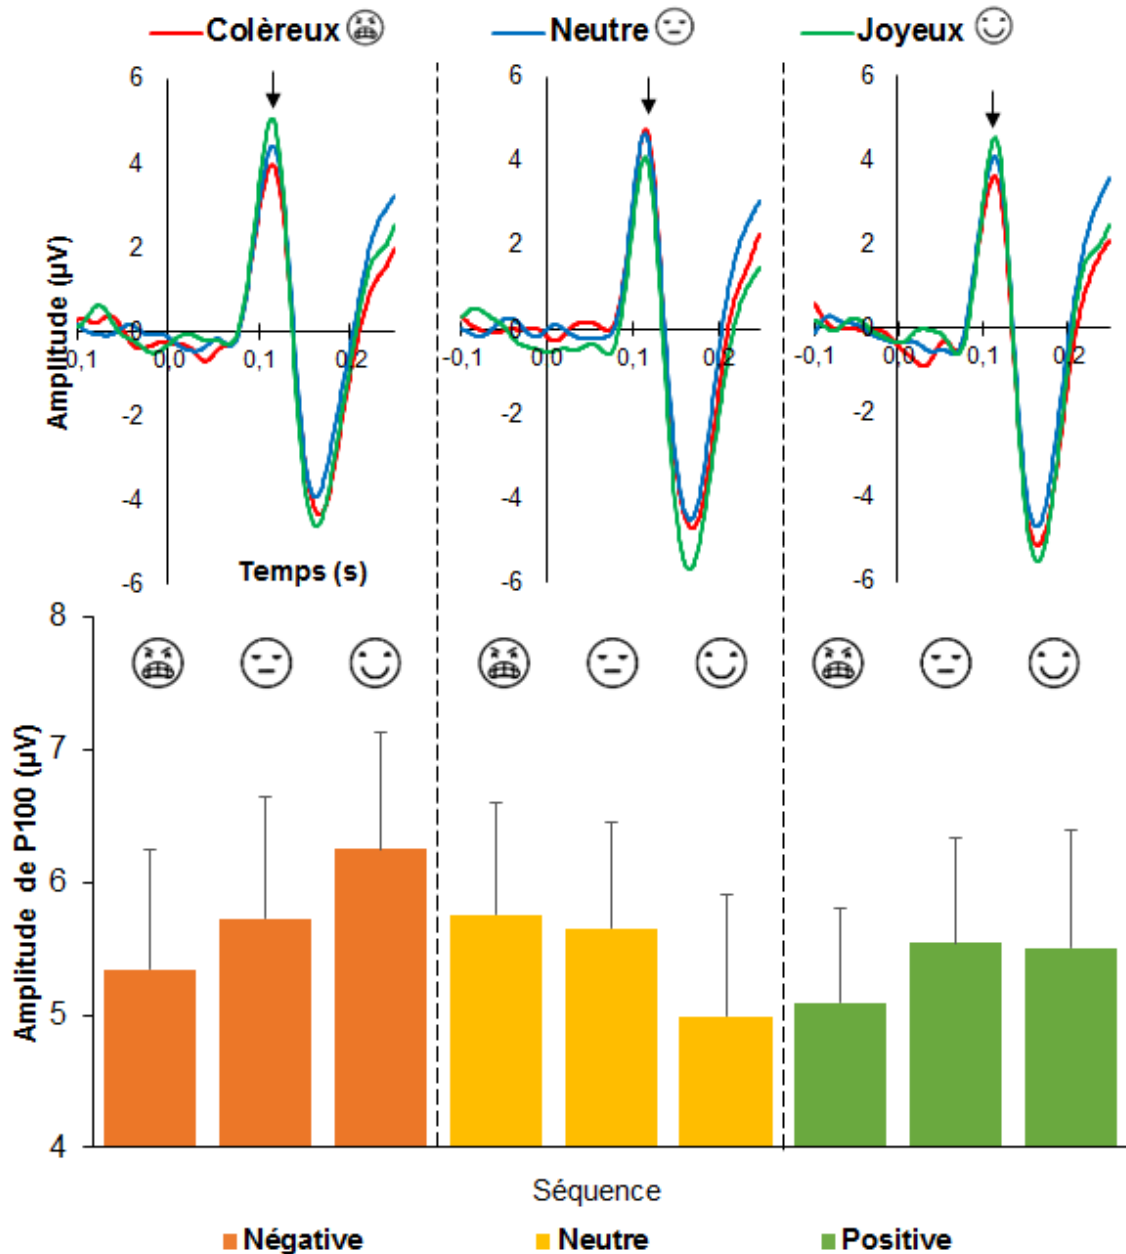 Colèreux Neutre Joyeux
6 6 6
4 4 4
2 2 2
-0,1 0,0 0,1 0,2 -0,1 0,0 0,1 0,2 -0,1 0,0 0,1 0,2
-2 -2 -2
-4 -4 -4
-6 -6 -6
Amplitude (µV)
Temps (s)
8
7
6
5
4
Amplitude de P100 (µV)
Séquence
Négative Neutre Positive